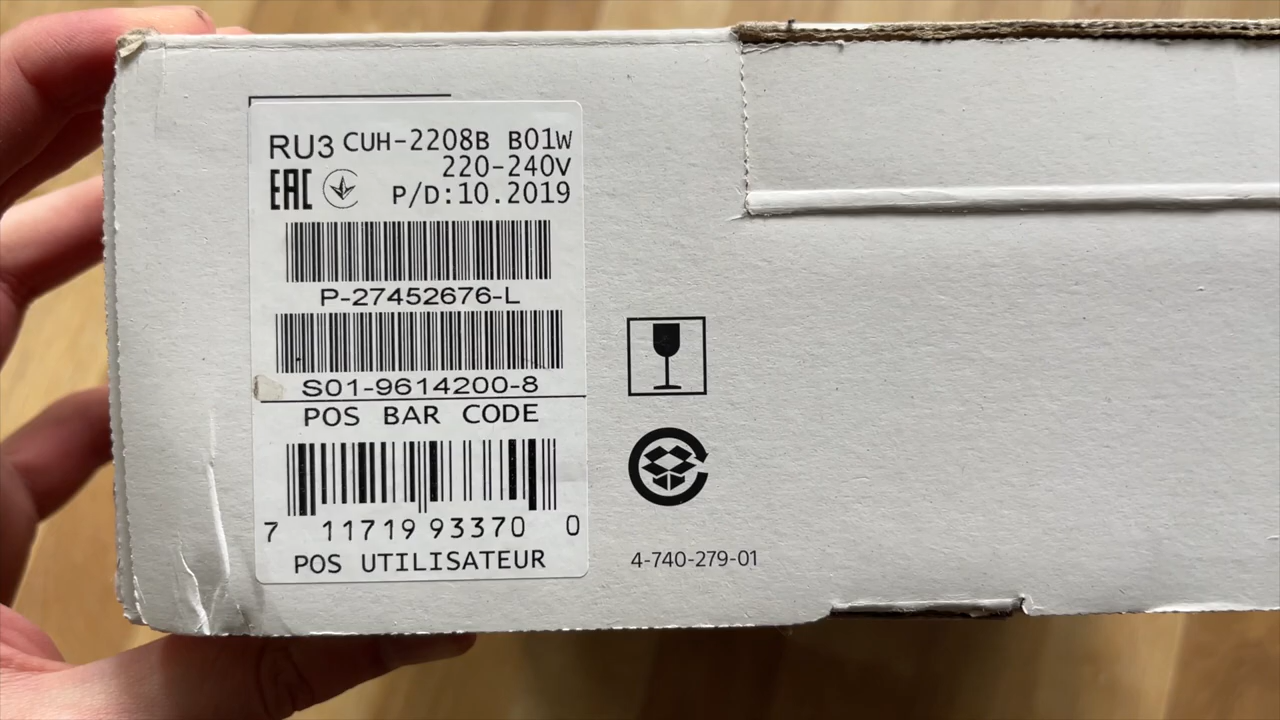 RU3 CUH-2208B B01W
220-240V
EAC P/D:10.2019
P-27452676-L
S01-9614200-8
POS BAR CODE
7 11719 93370 0
POS UTILISATEUR
4-740-279-01